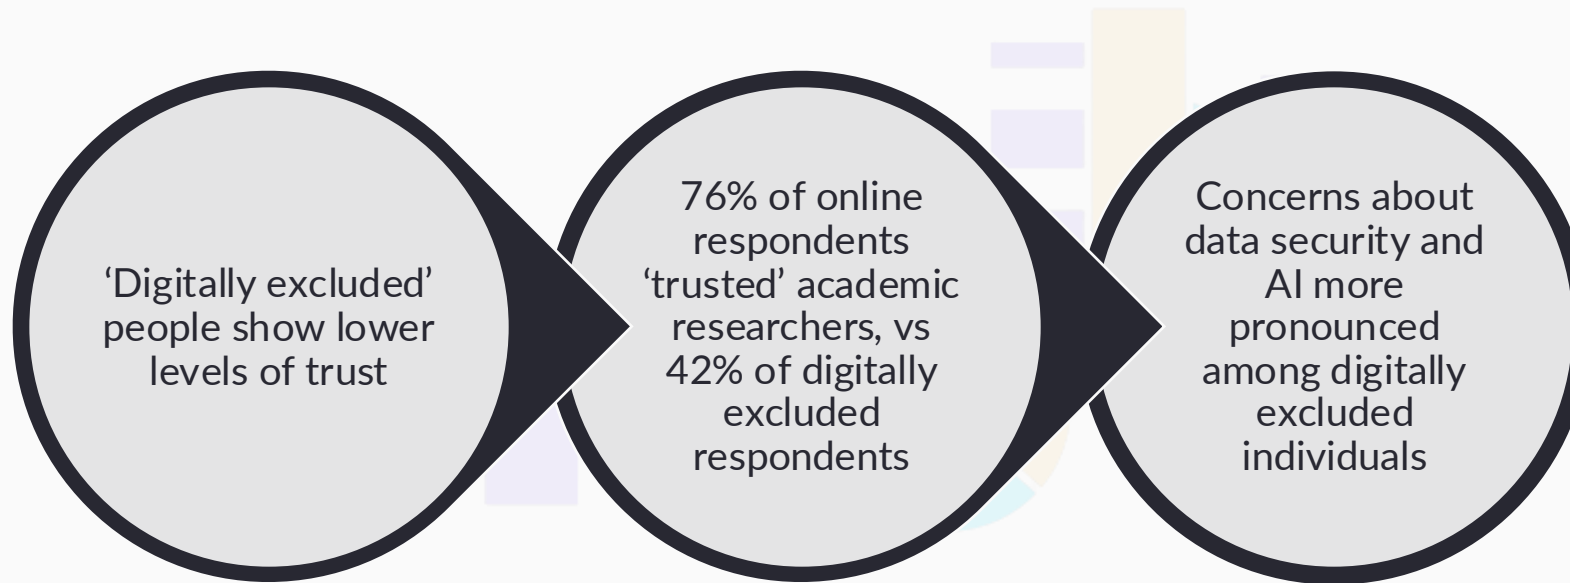 ‘Digitally excluded’
people show lower
levels of trust
76% of online
respondents
‘trusted’ academic
researchers, vs
42% of digitally
excluded
respondents
Concerns about
data security and
AI more
pronounced
among digitally
excluded
individuals